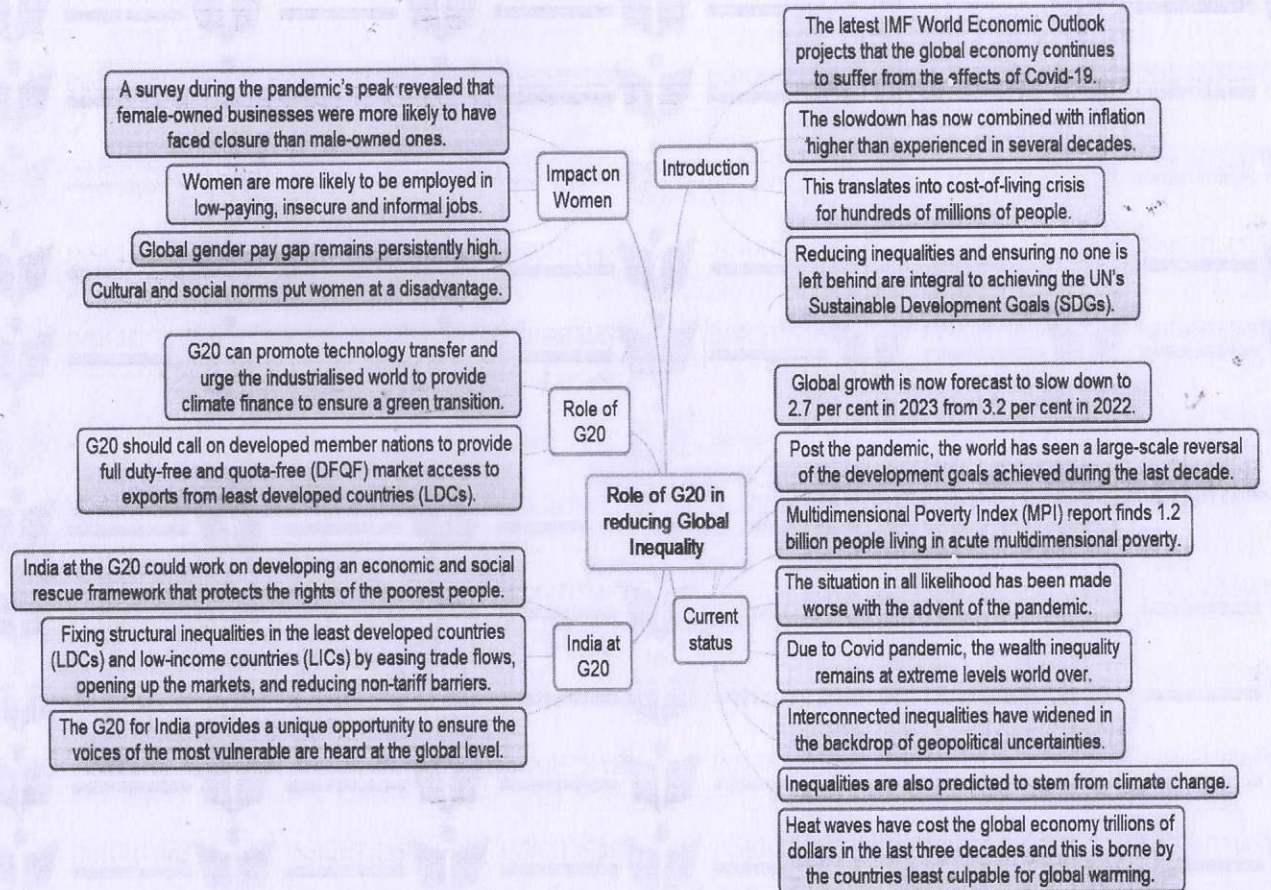 Role of G20 in
reducing Global
Inequality
Introduction
The latest IMF World Economic Outlook
projects that the global economy continues
to suffer from the effects of Covid-19.
The slowdown has now combined with inflation
higher than experienced in several decades.
This translates into cost-of-living crisis
for hundreds of millions of people.
Reducing inequalities and ensuring no one is
left behind are integral to achieving the UN's
Sustainable Development Goals (SDGs).
Current
status
Global growth is now forecast to slow down to
2.7 per cent in 2023 from 3.2 per cent in 2022.
Post the pandemic, the world has seen a large-scale reversal
of the development goals achieved during the last decade.
Multidimensional Poverty Index (MPI) report finds 1.2
billion people living in acute multidimensional poverty.
The situation in all likelihood has been made
worse with the advent of the pandemic.
Due to Covid pandemic, the wealth inequality
remains at extreme levels world over.
Interconnected inequalities have widened in
the backdrop of geopolitical uncertainties.
Inequalities are also predicted to stem from climate change.
Heat waves have cost the global economy trillions of
dollars in the last three decades and this is borne by
the countries least culpable for global warming.
Impact on
Women
A survey during the pandemic's peak revealed that
female-owned businesses were more likely to have
faced closure than male-owned ones.
Women are more likely to be employed in
low-paying, insecure and informal jobs.
Global gender pay gap remains persistently high.
Cultural and social norms put women at a disadvantage.
Role of
G20
G20 can promote technology transfer and
urge the industrialised world to provide
climate finance to ensure a green transition.
G20 should call on developed member nations to provide
full duty-free and quota-free (DFQF) market access to
exports from least developed countries (LDCs).
India at
G20
India at the G20 could work on developing an economic and social
rescue framework that protects the rights of the poorest people.
Fixing structural inequalities in the least developed countries
(LDCs) and low-income countries (LICs) by easing trade flows,
opening up the markets, and reducing non-tariff barriers.
The G20 for India provides a unique opportunity to ensure the
voices of the most vulnerable are heard at the global level.